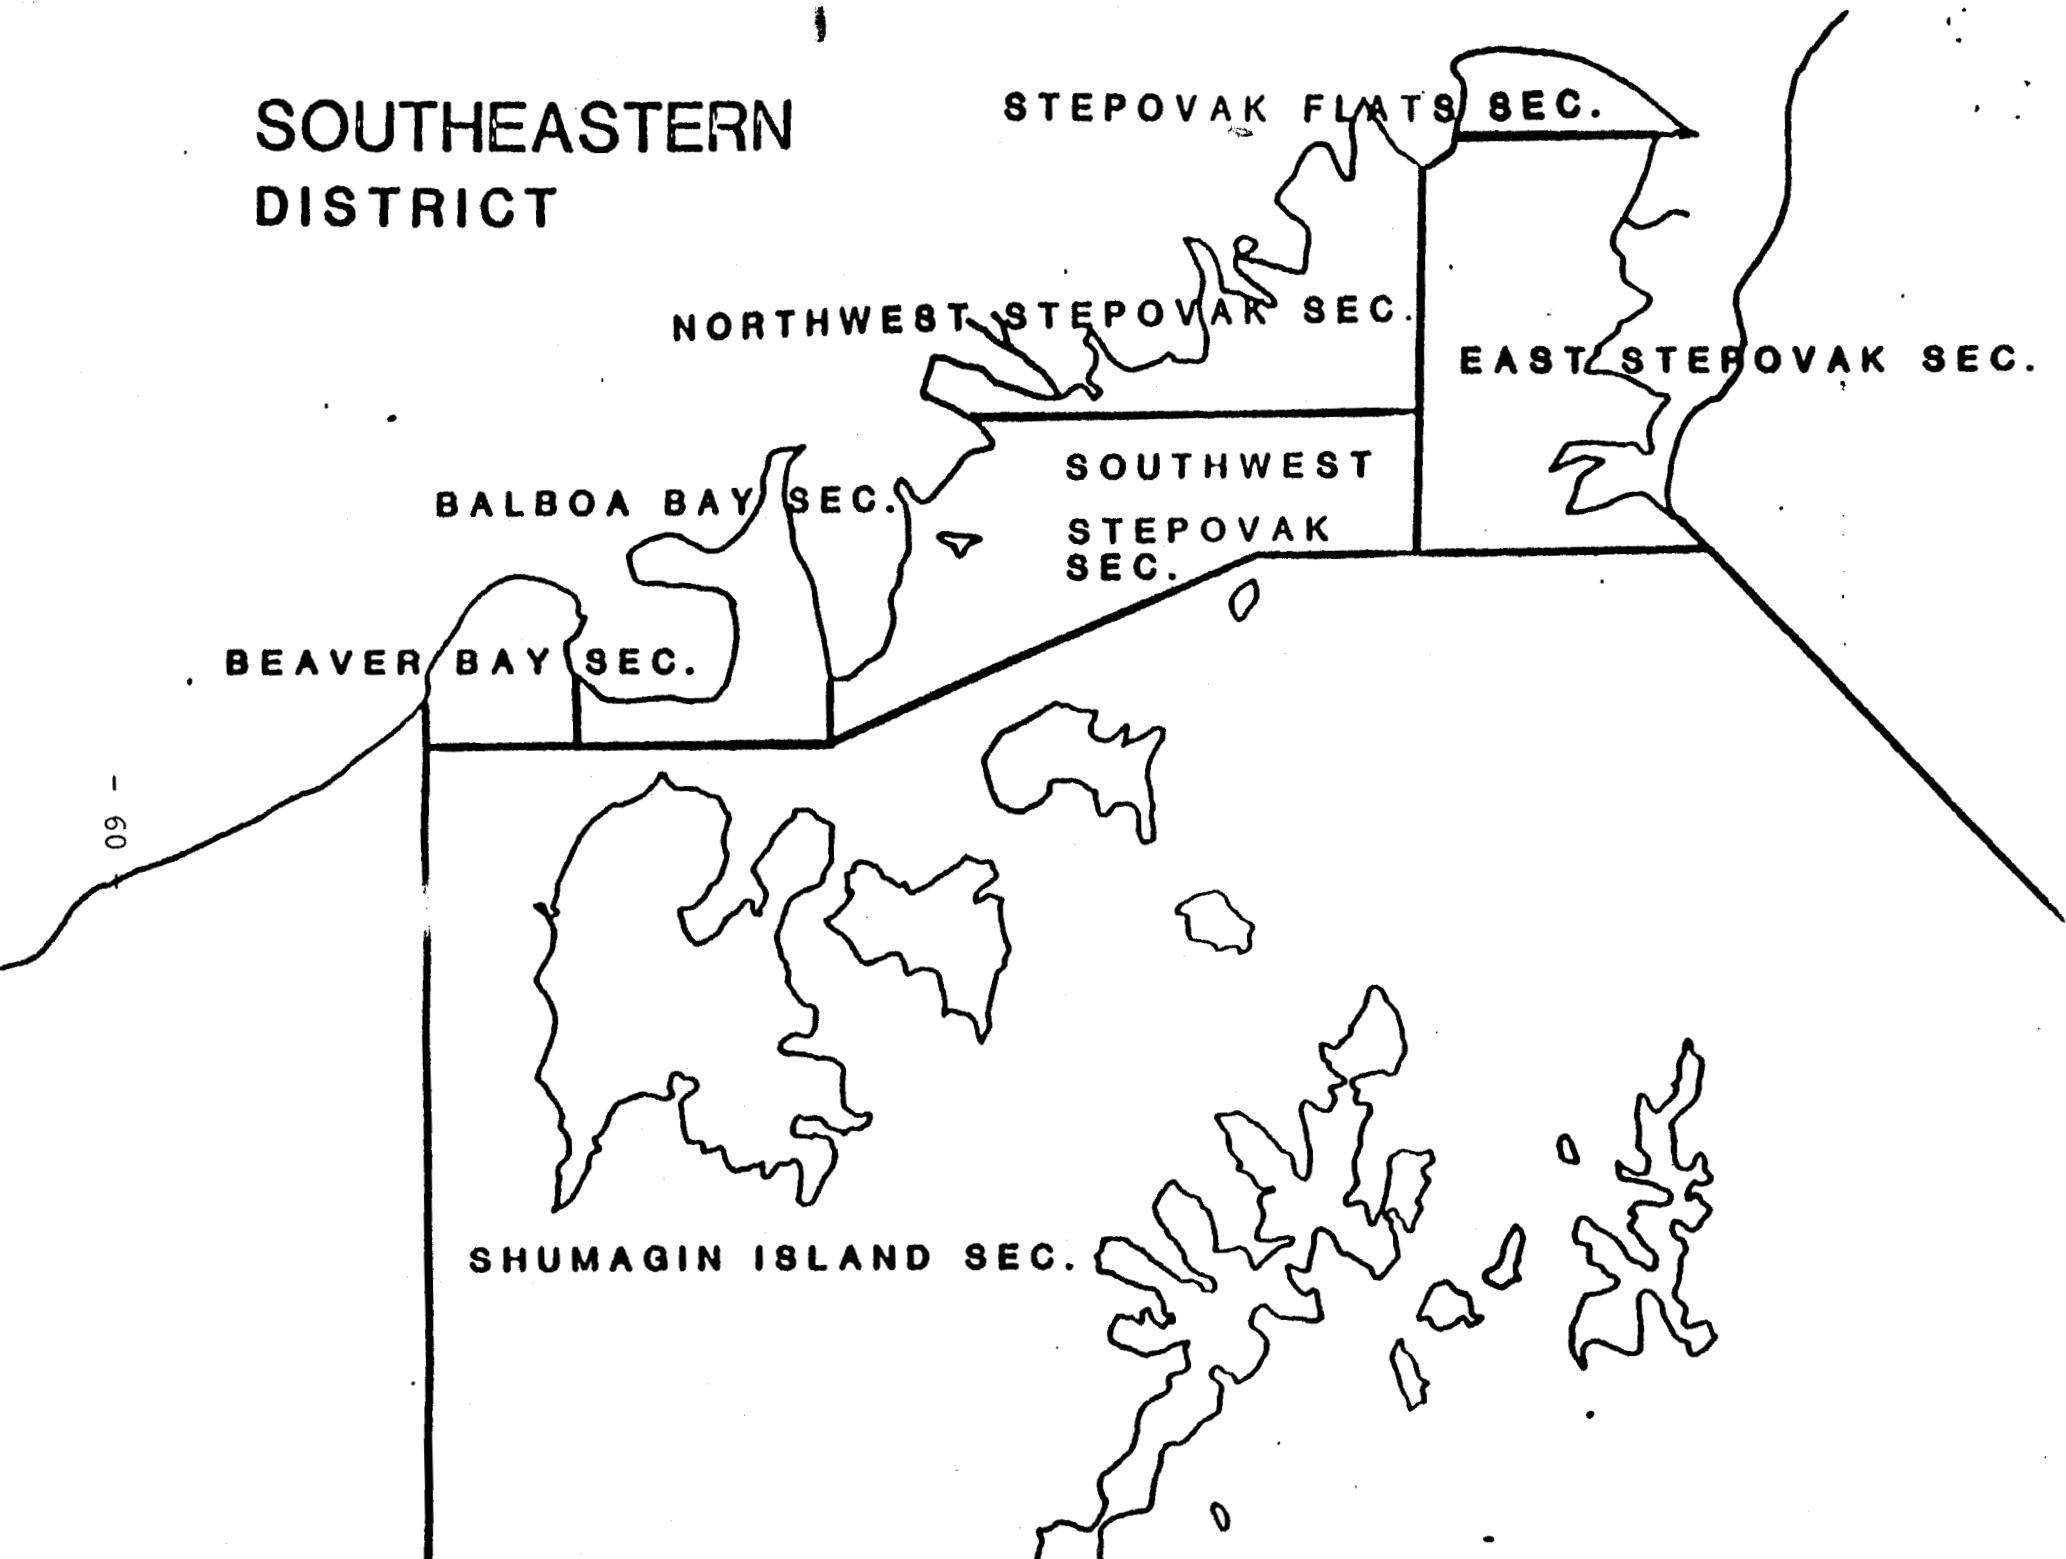 SOUTHEASTERN
DISTRICT
STEPOVAK FLATS SEC.
NORTHWEST STEPOVAK SEC.
EAST STEPOVAK SEC.
SOUTHWEST
STEPOVAK
SEC.
BALBOA BAY SEC.
BEAVER BAY SEC.
SHUMAGIN ISLAND SEC.
- 60 -